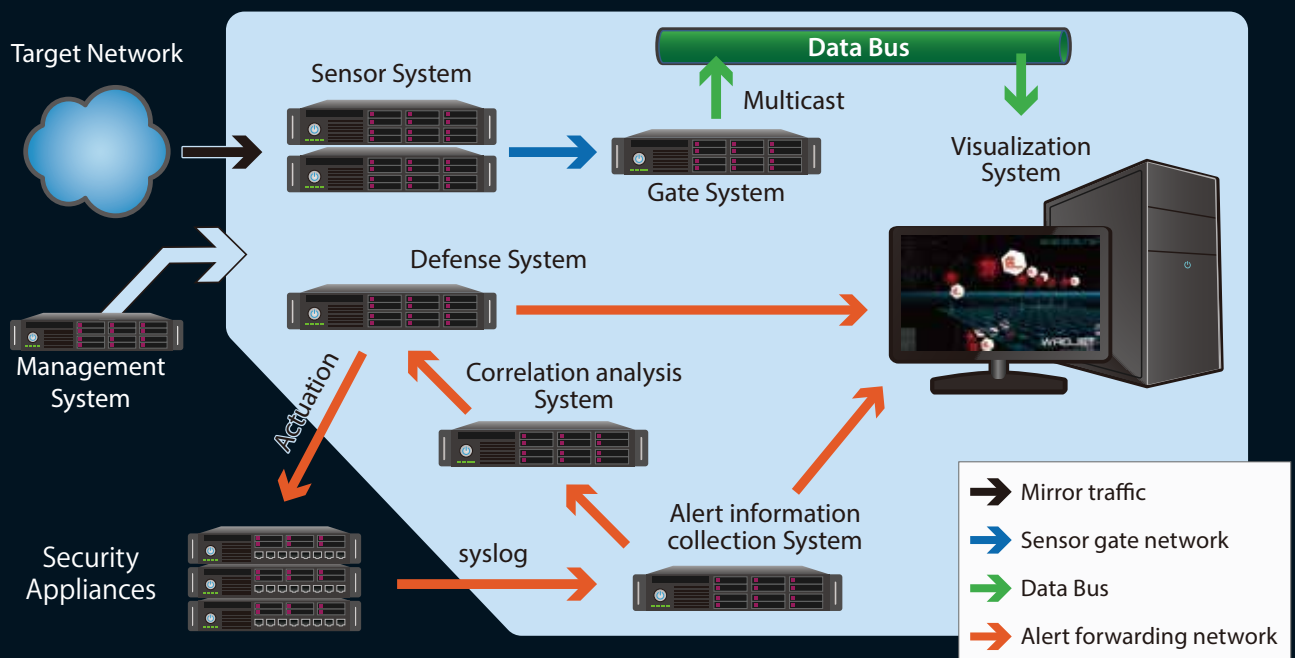 Target Network
Sensor System
Data Bus
Multicast
Gate System
Visualization
System
Defense System
Management
System
Actuation
Correlation analysis
System
Security
Appliances
syslog
Alert information
collection System
Mirror traffic
Sensor gate network
Data Bus
Alert forwarding network